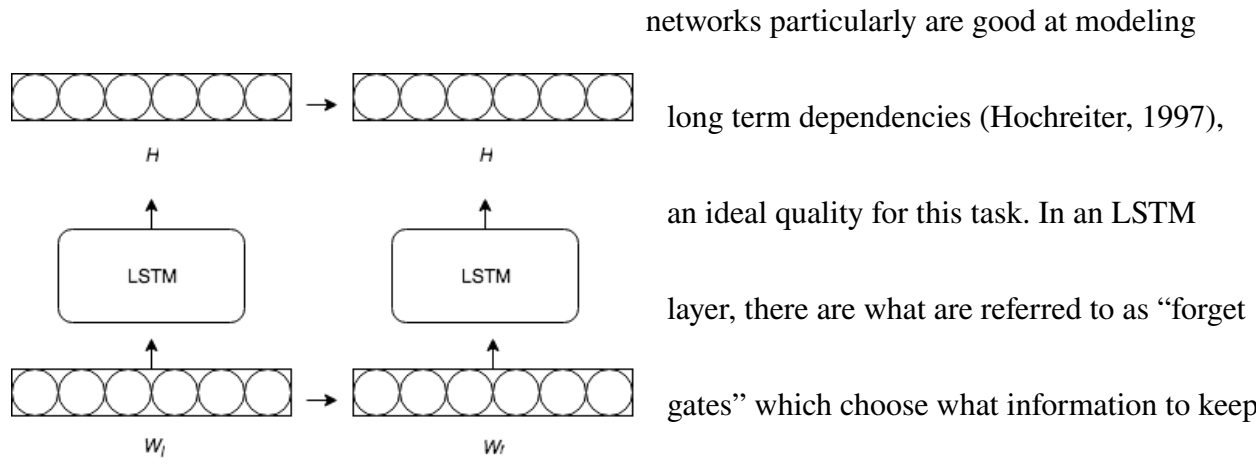 networks particularly are good at modeling
long term dependencies (Hochreiter, 1997),
an ideal quality for this task. In an LSTM
layer, there are what are referred to as “forget
gates” which choose what information to keep
H H
LSTM LSTM
W_l W_r